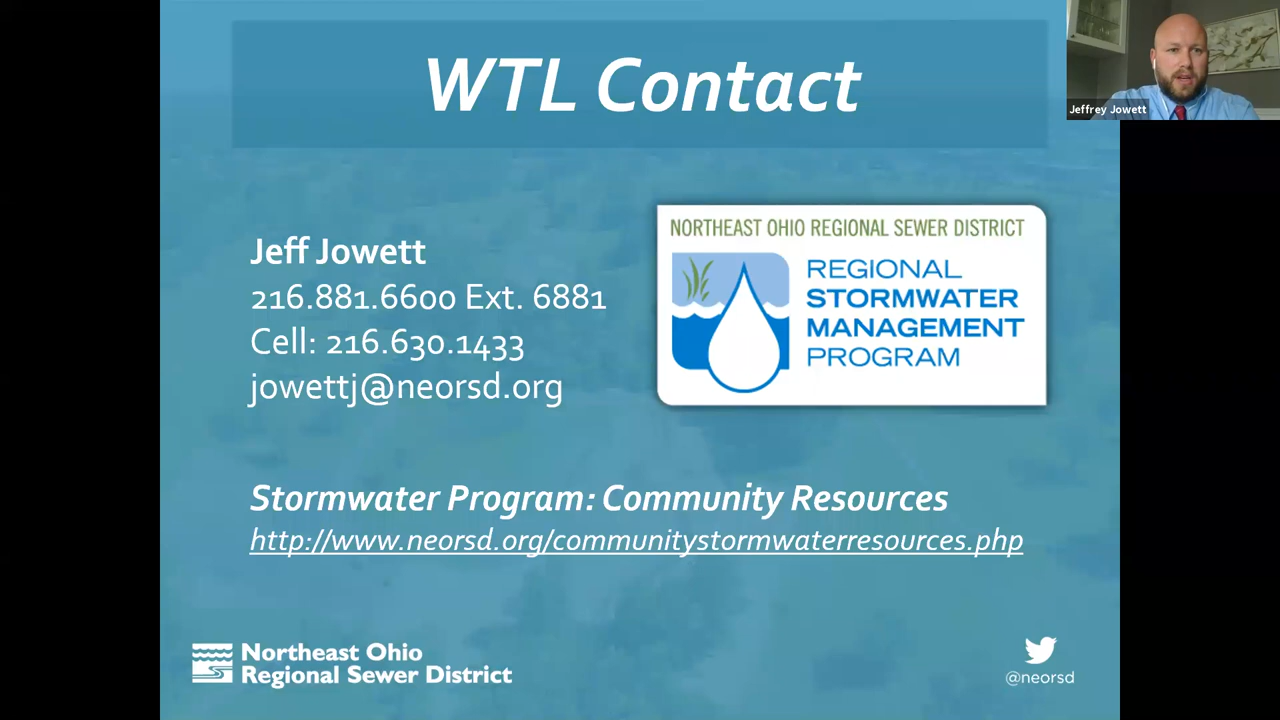 WTL Contact
Jeffrey Jowett
Jeff Jowett
216.881.6600 Ext. 6881
Cell: 216.630.1433
jowettj@neorsd.org
NORTHEAST OHIO REGIONAL SEWER DISTRICT
REGIONAL
STORMWATER
MANAGEMENT
PROGRAM
Stormwater Program: Community Resources
http://www.neorsd.org/communitystormwaterresources.php
Northeast Ohio
Regional Sewer District
@neorsd